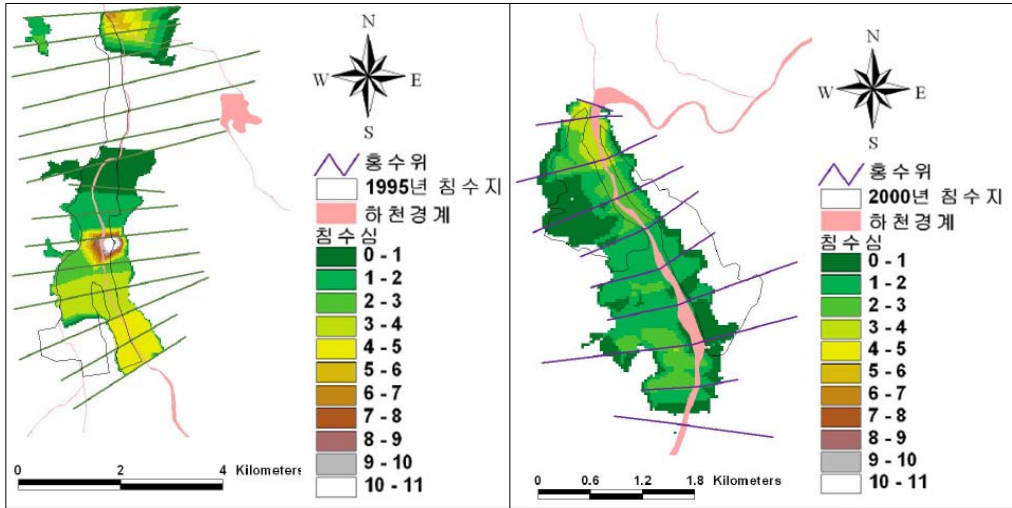 N
W E
S
홍수위
1995년 침수지
하천경계
침수심
0 - 1
1 - 2
2 - 3
3 - 4
4 - 5
5 - 6
6 - 7
7 - 8
8 - 9
9 - 10
10 - 11
0 2 4 Kilometers
N
W E
S
홍수위
2000년 침수지
하천경계
침수심
0 - 1
1 - 2
2 - 3
3 - 4
4 - 5
5 - 6
6 - 7
7 - 8
8 - 9
9 - 10
10 - 11
0 0.6 1.2 1.8 Kilometers